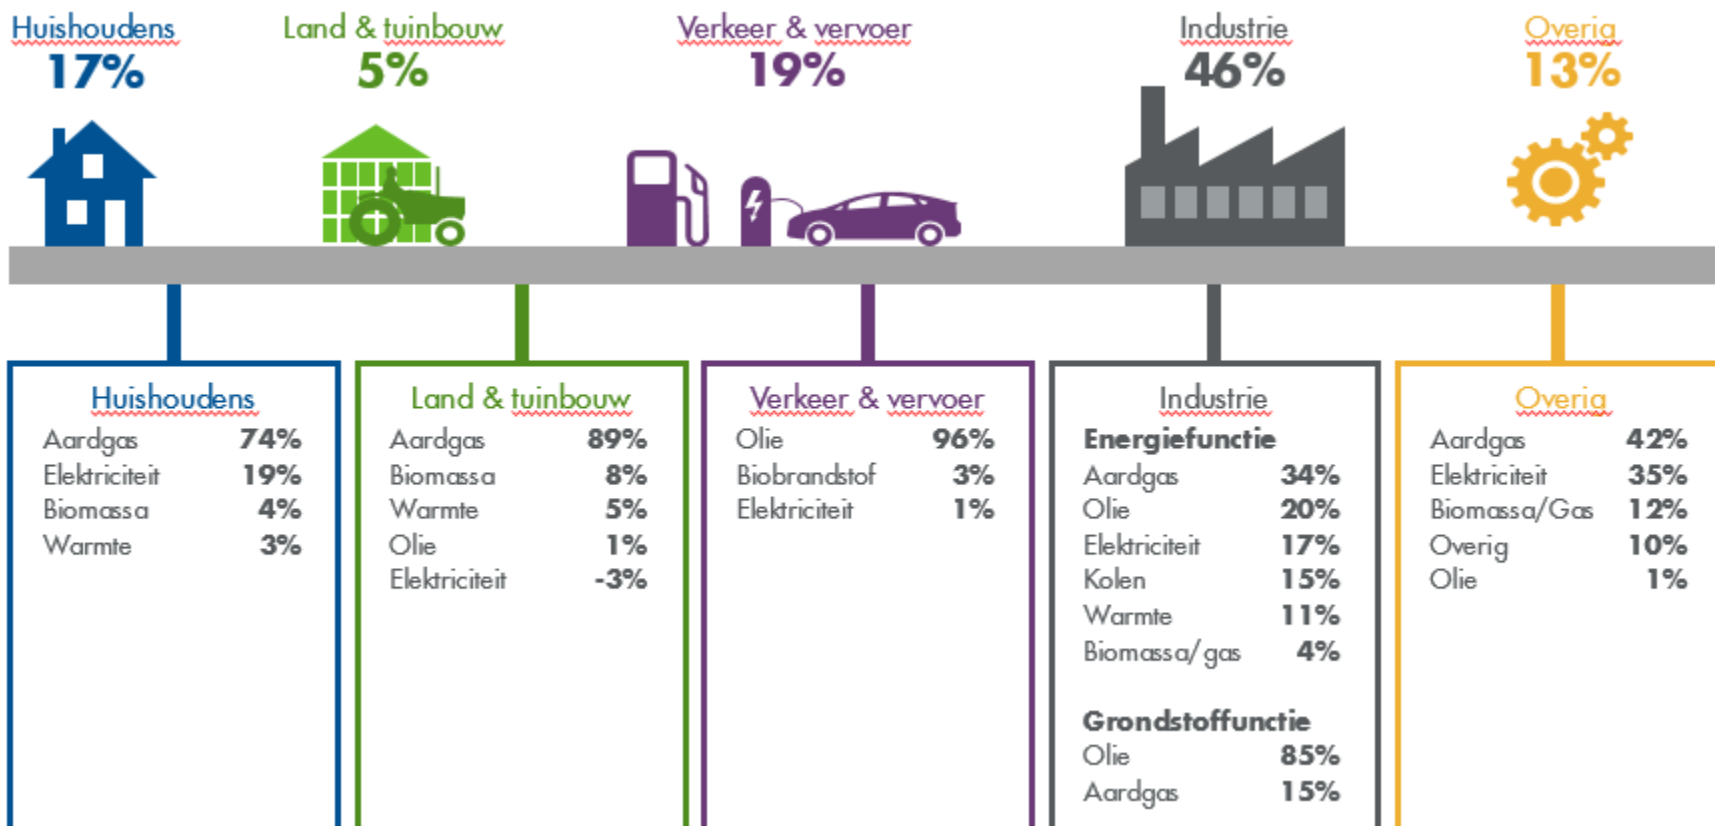 Huishoudens
17%
Land & tuinbouw
5%
Verkeer & vervoer
19%
Industrie
46%
Overig
13%
Huishoudens
Aardgas 74%
Elektriciteit 19%
Biomassa 4%
Warmte 3%
Land & tuinbouw
Aardgas 89%
Biomassa 8%
Warmte 5%
Olie 1%
Elektriciteit -3%
Verkeer & vervoer
Olie 96%
Biobrandstof 3%
Elektriciteit 1%
Industrie
Energiefunctie
Aardgas 34%
Olie 20%
Elektriciteit 17%
Kolen 15%
Warmte 11%
Biomassa/gas 4%
Grondstoffunctie
Olie 85%
Aardgas 15%
Overig
Aardgas 42%
Elektriciteit 35%
Biomassa/Gas 12%
Overig 10%
Olie 1%